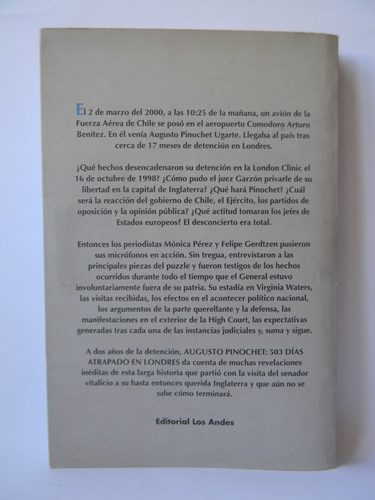 El 2 de marzo del 2000, a las 10:25 de la mañana, un avión de la
Fuerza Aérea de Chile se posó en el aeropuerto Comodoro Arturo
Benítez. En él venía Augusto Pinochet Ugarte. Llegaba al país tras
cerca de 17 meses de detención en Londres.
¿Qué hechos desencadenaron su detención en la London Clinic el
16 de octubre de 1998? ¿Cómo pudo el juez Garzón privarle de su
libertad en la capital de Inglaterra? ¿Qué hará Pinochet? ¿Cuál
será la reacción del gobierno de Chile, el Ejército, los partidos de
oposición y la opinión pública? ¿Qué actitud tomaran los jefes de
Estados europeos? El desconcierto era total.
Entonces los periodistas Mónica Pérez y Felipe Gerdtzen pusieron
sus micrófonos en acción. Sin tregua, entrevistaron a las
principales piezas del puzzle y fueron testigos de los hechos
ocurridos durante todo el tiempo que el General estuvo
involuntariamente fuera de su patria. Su estadía en Virginia Waters,
las visitas recibidas, los efectos en el acontecer político nacional,
los argumentos de la parte querellante y la defensa, las
manifestaciones en el exterior de la High Court, las expectativas
generadas tras cada una de las instancias judiciales y, suma y sigue.
A dos años de la detención, AUGUSTO PINOCHET: 503 DÍAS
ATRAPADO EN LONDRES da cuenta de muchas revelaciones
inéditas de esta larga historia que partió con la visita del senador
vitalicio a su hasta entonces querida Inglaterra y que aún no se
sabe cómo terminará.
Editorial Los Andes